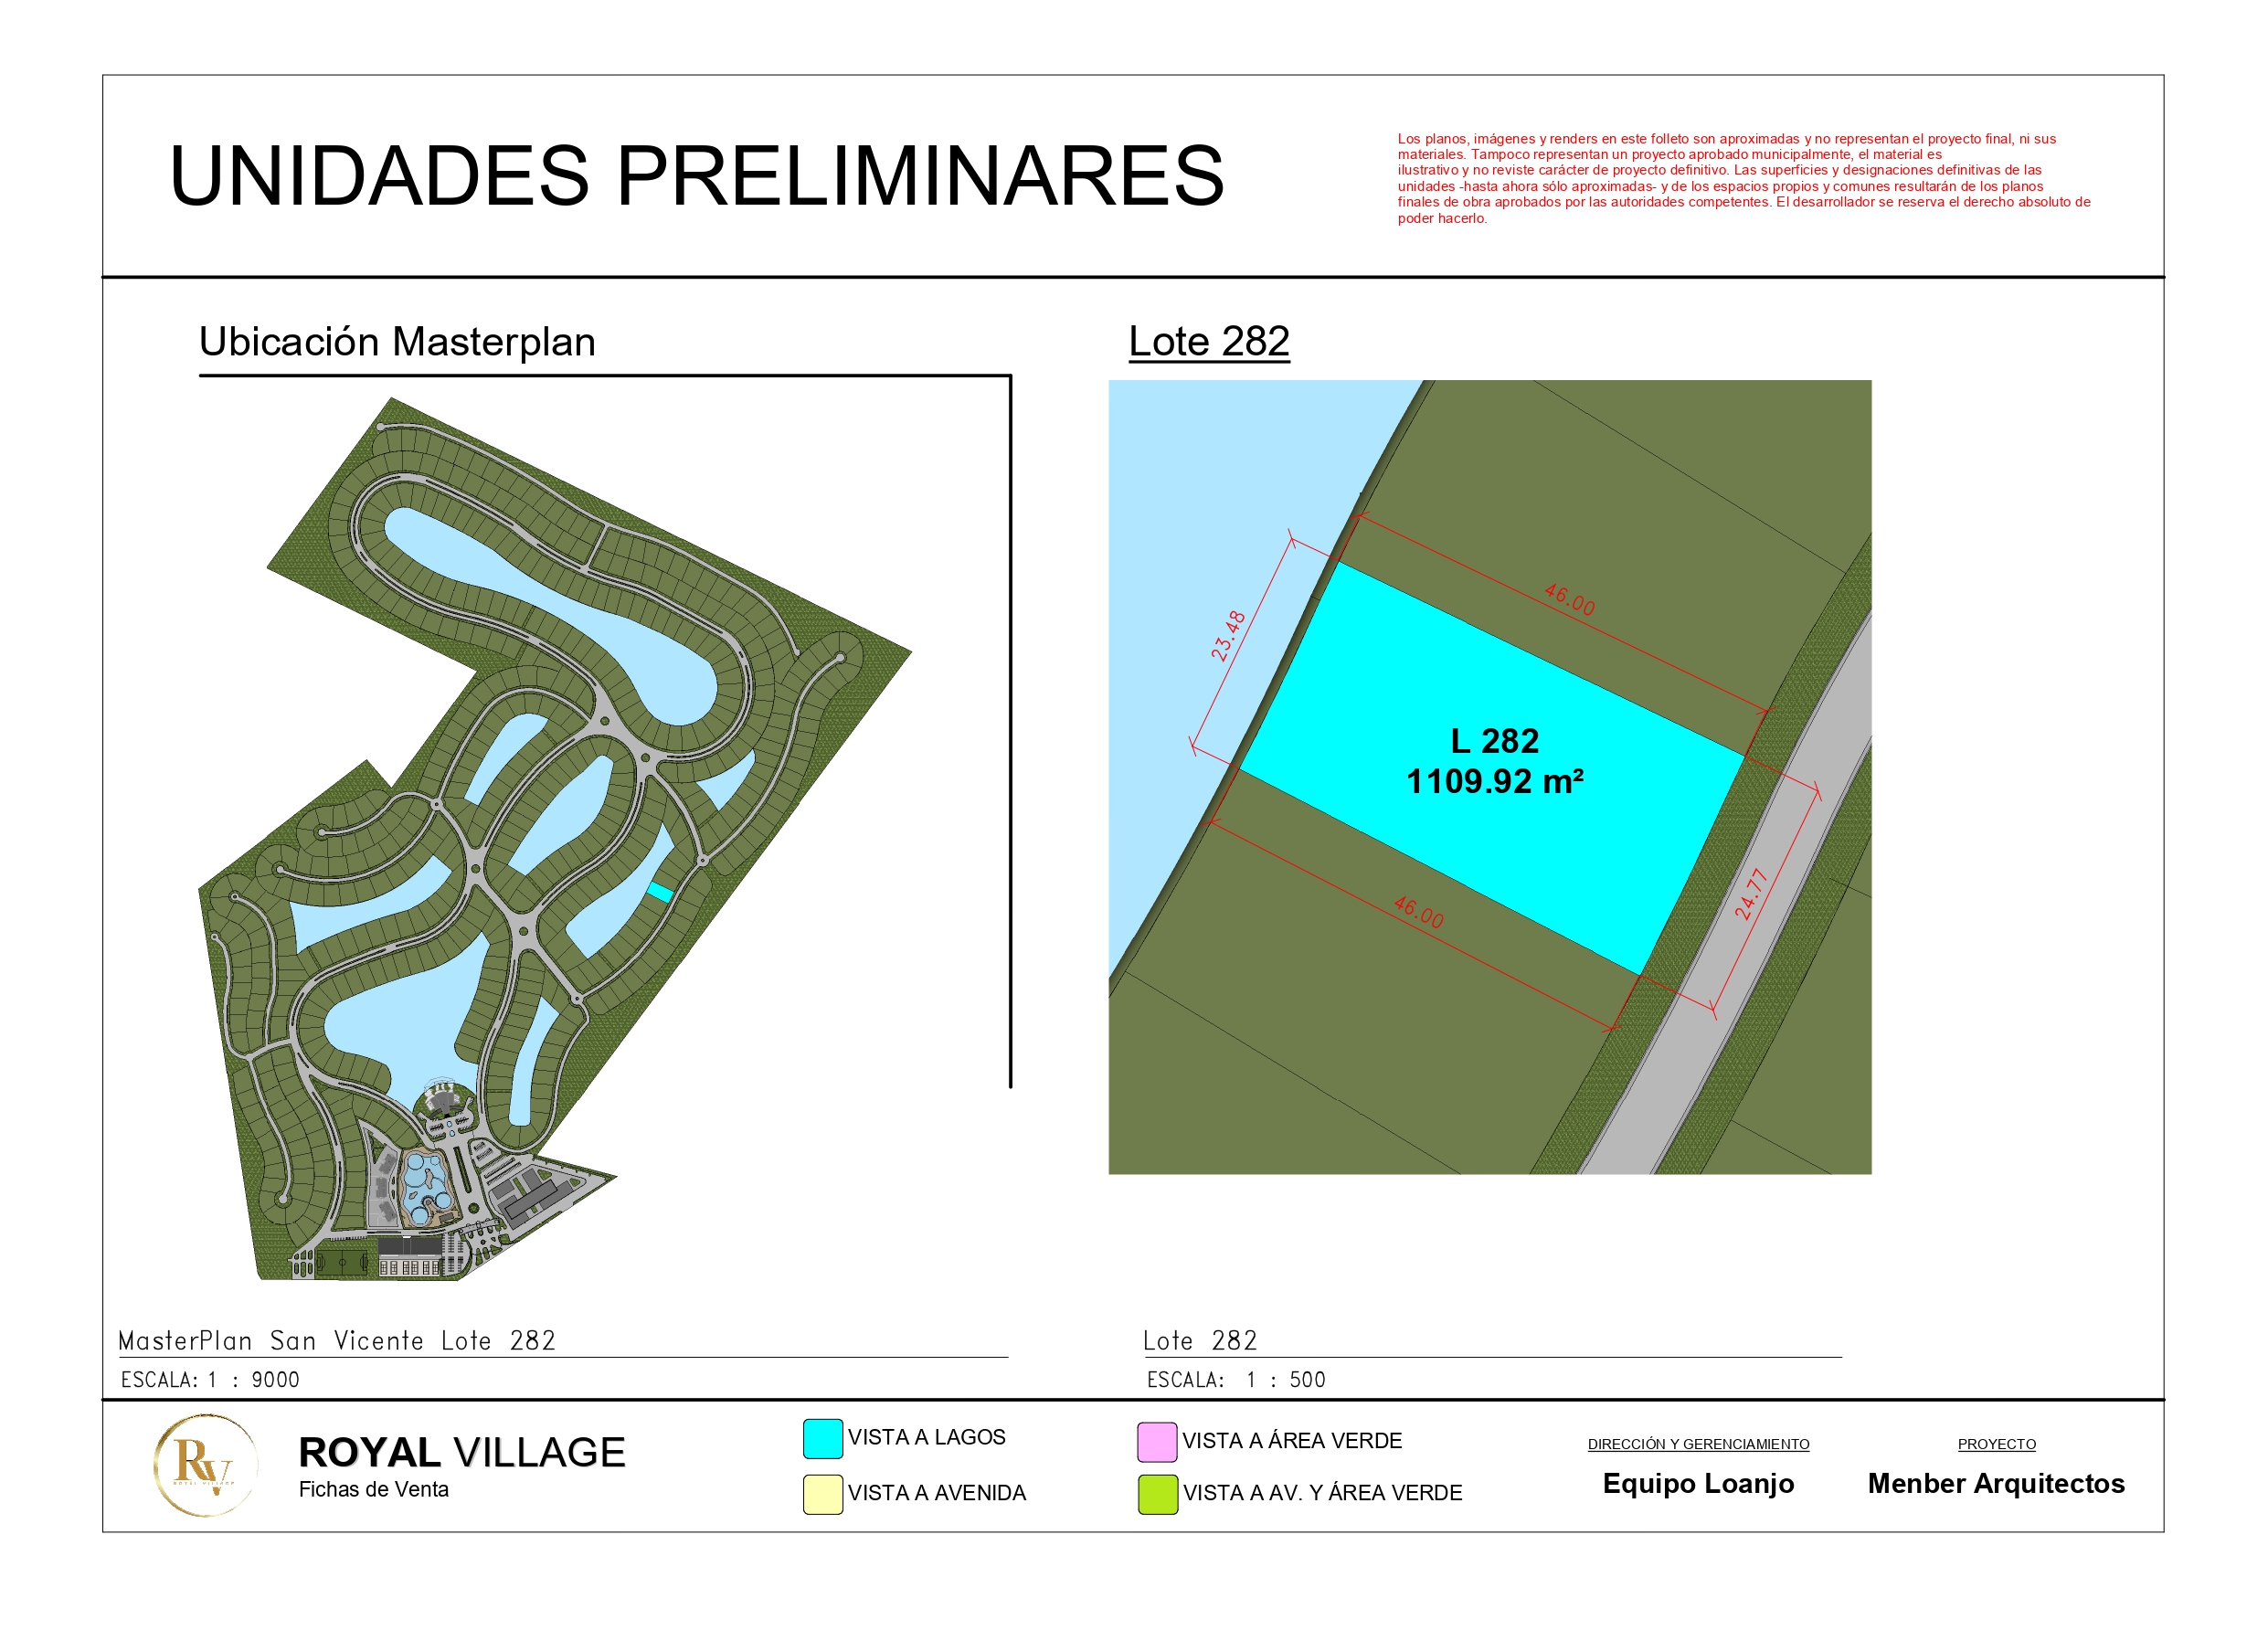 UNIDADES PRELIMINARES
Los planos, imágenes y renders en este folleto son aproximadas y no representan el proyecto final, ni sus
materiales. Tampoco representan un proyecto aprobado municipalmente, el material es
ilustrativo y no reviste carácter de proyecto definitivo. Las superficies y designaciones definitivas de las
unidades -hasta ahora sólo aproximadas- y de los espacios propios y comunes resultarán de los planos
finales de obra aprobados por las autoridades competentes. El desarrollador se reserva el derecho absoluto de
poder hacerlo.
Ubicación Masterplan
Lote 282
46.00
23.48
L 282
1109.92 m²
46.00
24.77
MasterPlan San Vicente Lote 282
ESCALA: 1 : 9000
Lote 282
ESCALA: 1 : 500
RV
ROYAL VILLAGE
ROYAL VILLAGE
Fichas de Venta
VISTA A LAGOS
VISTA A AVENIDA
VISTA A ÁREA VERDE
VISTA A AV. Y ÁREA VERDE
DIRECCIÓN Y GERENCIAMIENTO
Equipo Loanjo
PROYECTO
Menber Arquitectos